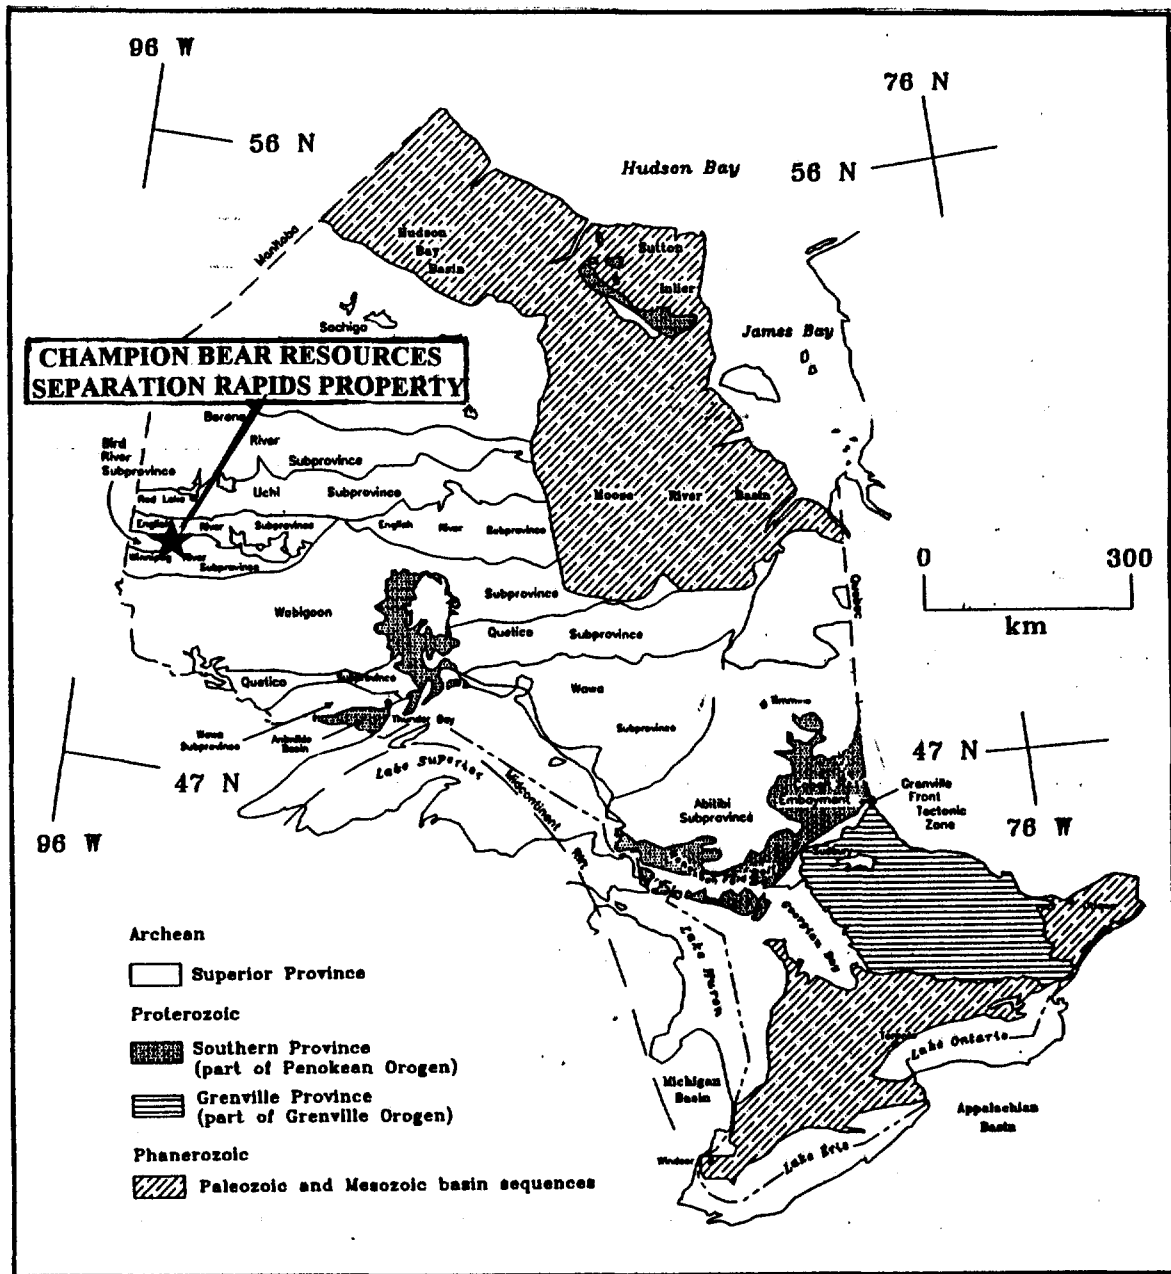 96 W
76 N
56 N
Hudson Bay
56 N
Manitoba
Hudson
Bay
Basin
Sutton
Inlier
Sachigo
James Bay
CHAMPION BEAR RESOURCES
SEPARATION RAPIDS PROPERTY
Berens
River
Subprovince
Bird
River
Subprovince
Red Lake
Uchi
Subprovince
Moose River Basin
English River Subprovince
English River Subprovince
Winnipeg River
Subprovince
0 300
km
Quebec
Wabigoon
Subprovince
Quetico Subprovince
Quetico
Subprovince
Wawa
Subprovince
Wawa
Subprovince
Animikie
Basin
Thunder Bay
Timmins
47 N
47 N
Lake Superior
Midcontinent
Rift
Abitibi
Subprovince
Embayment
Grenville
Front
Tectonic
Zone
96 W
76 W
Sudbury
Georgian Bay
Ottawa
Lake Huron
Archean
Superior Province
Proterozoic
Southern Province
(part of Penokean Orogen)
Grenville Province
(part of Grenville Orogen)
Phanerozoic
Paleozoic and Mesozoic basin sequences
Toronto
Lake Ontario
Michigan
Basin
Appalachian
Basin
Windsor
Lake Erie